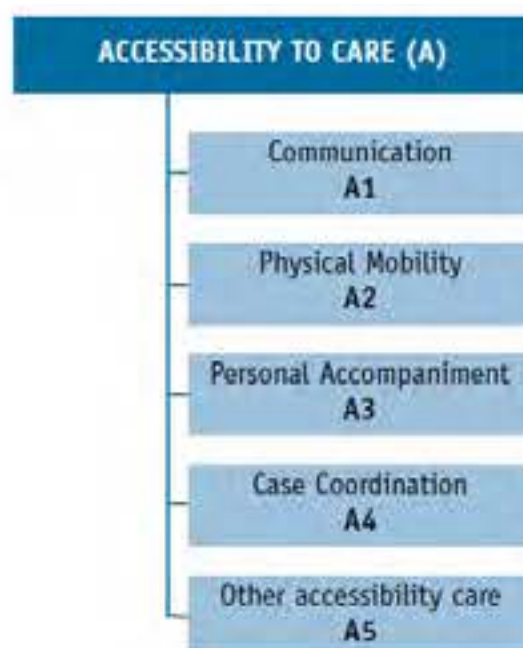 ACCESSIBILITY TO CARE (A)
Communication
A1
Physical Mobility
A2
Personal Accompaniment
A3
Case Coordination
A4
Other accessibility care
A5